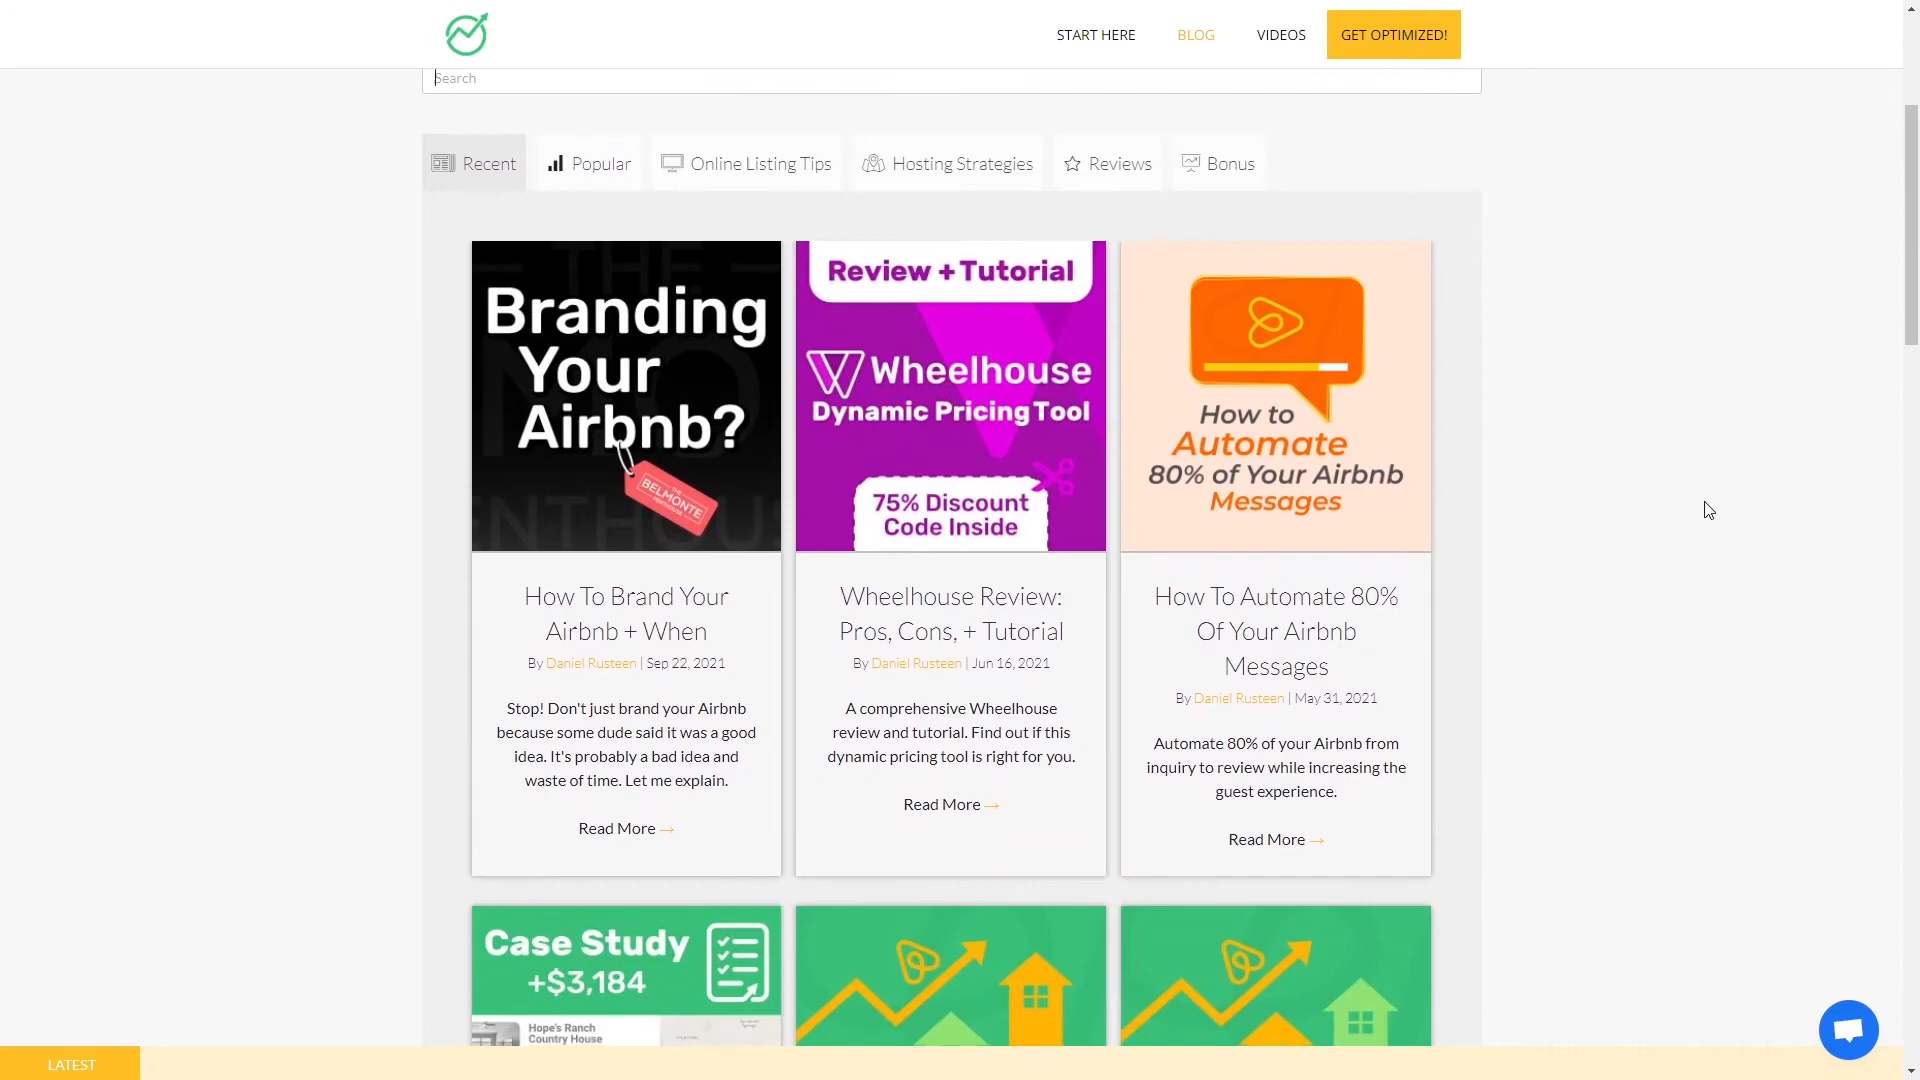 START HERE
BLOG
VIDEOS
GET OPTIMIZED!
Search
Recent
Popular
Online Listing Tips
Hosting Strategies
Reviews
Bonus
Branding
Your
Airbnb?
BELMONTE
Review + Tutorial
Wheelhouse
Dynamic Pricing Tool
75% Discount
Code Inside
How to
Automate
80% of Your Airbnb
Messages
How To Brand Your
Airbnb + When
By Daniel Rusteen | Sep 22, 2021
Stop! Don't just brand your Airbnb
because some dude said it was a good
idea. It's probably a bad idea and
waste of time. Let me explain.
Read More →
Wheelhouse Review:
Pros, Cons, + Tutorial
By Daniel Rusteen | Jun 16, 2021
A comprehensive Wheelhouse
review and tutorial. Find out if this
dynamic pricing tool is right for you.
Read More →
How To Automate 80%
Of Your Airbnb
Messages
By Daniel Rusteen | May 31, 2021
Automate 80% of your Airbnb from
inquiry to review while increasing the
guest experience.
Read More →
Case Study
+$3,184
Hope's Ranch
Country House
LATEST